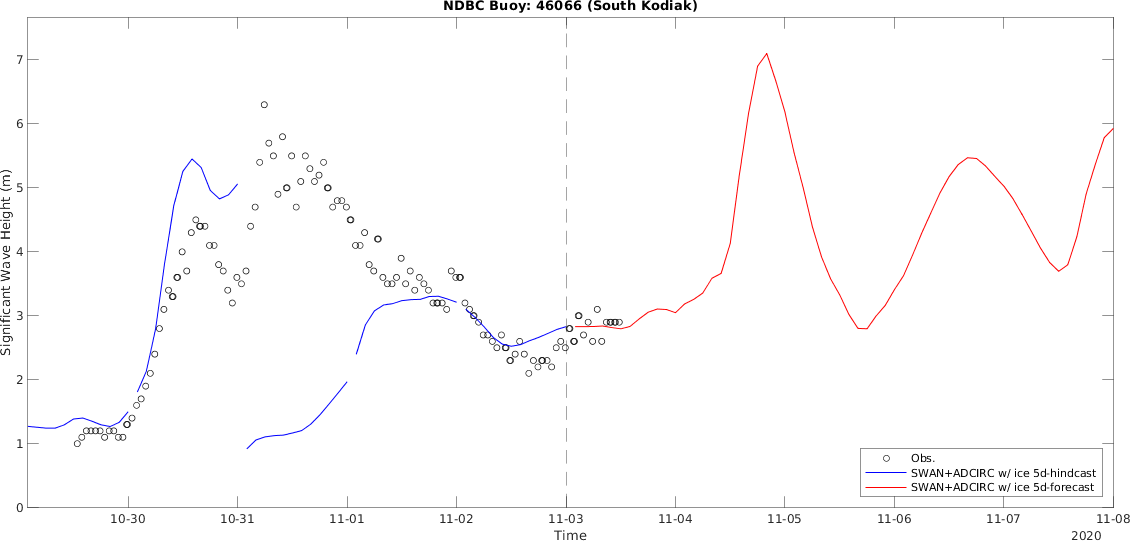 NDBC Buoy: 46066 (South Kodiak)
Significant Wave Height (m)
7
6
5
4
3
2
1
0
Obs.
SWAN+ADCIRC w/ ice 5d-hindcast
SWAN+ADCIRC w/ ice 5d-forecast
10-30 10-31 11-01 11-02 11-03 11-04 11-05 11-06 11-07 11-08
Time
2020